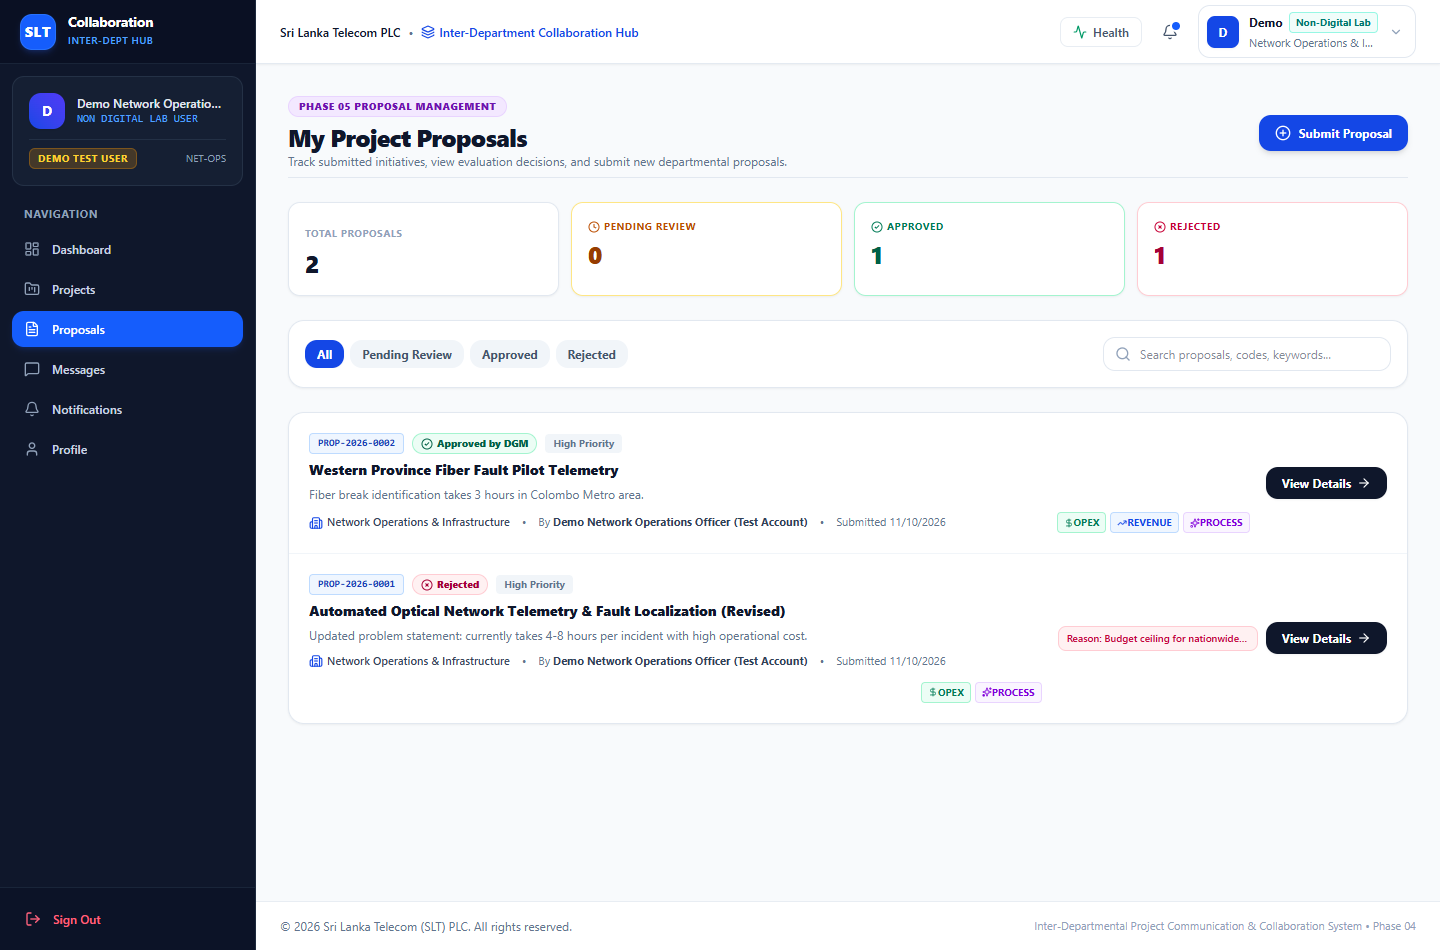 SLT
Collaboration
INTER-DEPT HUB
D
Demo Network Operatio...
NON DIGITAL LAB USER
DEMO TEST USER
NET-OPS
NAVIGATION
Dashboard
Projects
Proposals
Messages
Notifications
Profile
Sign Out
Sri Lanka Telecom PLC • Inter-Department Collaboration Hub
Health
D
Demo Non-Digital Lab
Network Operations & I...
PHASE 05 PROPOSAL MANAGEMENT
My Project Proposals
Track submitted initiatives, view evaluation decisions, and submit new departmental proposals.
Submit Proposal
TOTAL PROPOSALS
2
PENDING REVIEW
0
APPROVED
1
REJECTED
1
All
Pending Review
Approved
Rejected
Search proposals, codes, keywords...
PROP-2026-0002 Approved by DGM High Priority
Western Province Fiber Fault Pilot Telemetry
Fiber break identification takes 3 hours in Colombo Metro area.
Network Operations & Infrastructure • By Demo Network Operations Officer (Test Account) • Submitted 11/10/2026
OPEX REVENUE PROCESS
View Details
PROP-2026-0001 Rejected High Priority
Automated Optical Network Telemetry & Fault Localization (Revised)
Updated problem statement: currently takes 4-8 hours per incident with high operational cost.
Network Operations & Infrastructure • By Demo Network Operations Officer (Test Account) • Submitted 11/10/2026
OPEX PROCESS
Reason: Budget ceiling for nationwide...
View Details
© 2026 Sri Lanka Telecom (SLT) PLC. All rights reserved.
Inter-Departmental Project Communication & Collaboration System • Phase 04